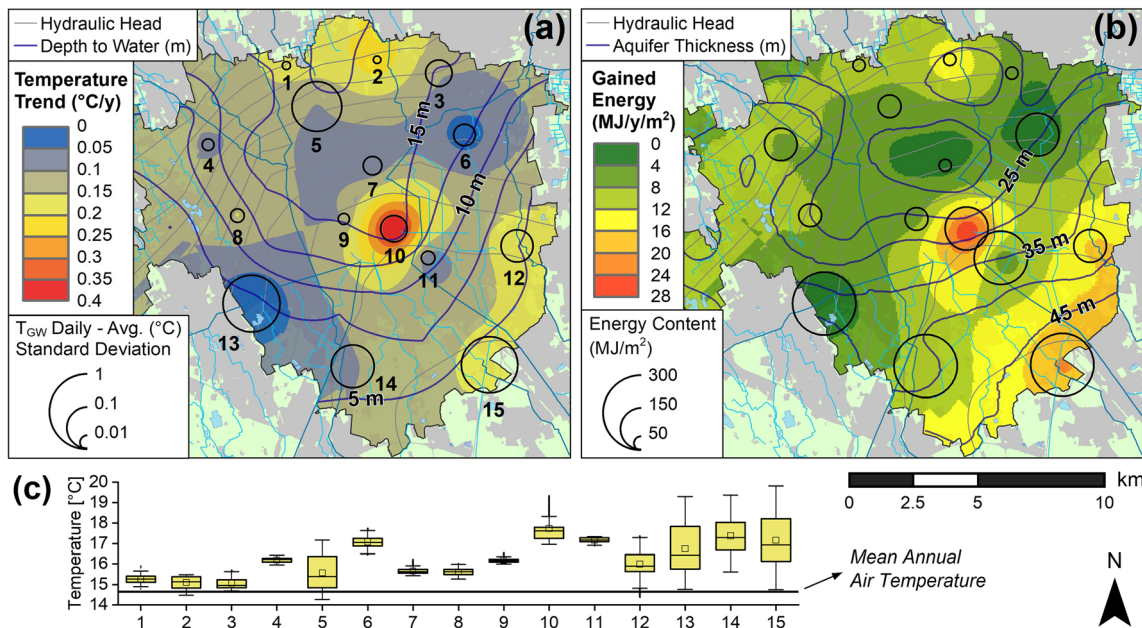 Hydraulic Head
Depth to Water (m)
(a)
Temperature
Trend (°C/y)
0
0.05
0.1
0.15
0.2
0.25
0.3
0.35
0.4
TGW Daily - Avg. (°C)
Standard Deviation
1
0.1
0.01
1
2
3
4
5
6
7
8
9
10
11
12
13
14
15
15 m
10 m
5 m
Hydraulic Head
Aquifer Thickness (m)
(b)
Gained
Energy
(MJ/y/m²)
0
4
8
12
16
20
24
28
Energy Content
(MJ/m²)
300
150
50
25 m
35 m
45 m
(c)
Temperature [°C]
20
19
18
17
16
15
14
1 2 3 4 5 6 7 8 9 10 11 12 13 14 15
km
0 2.5 5 10
Mean Annual
Air Temperature
N